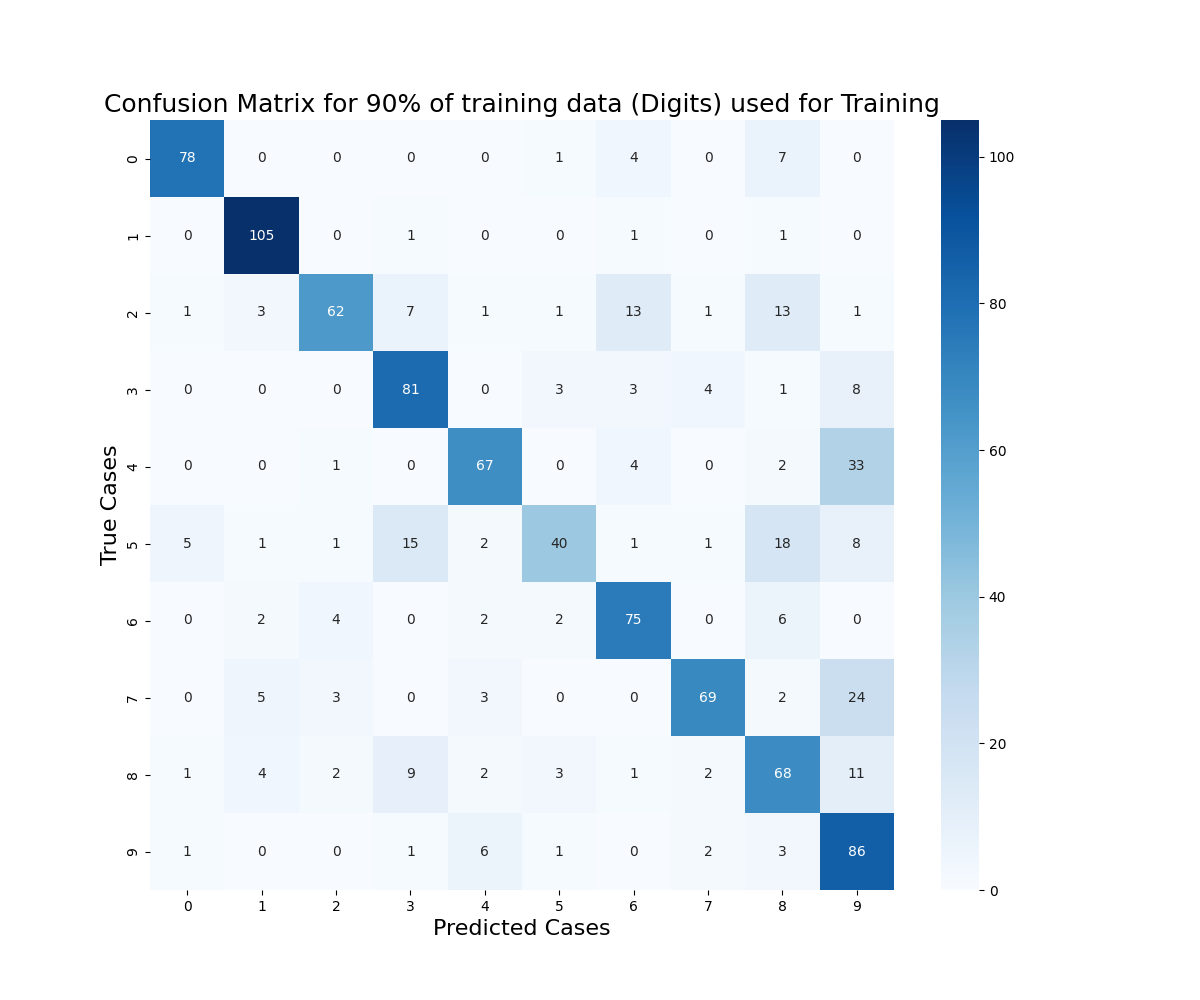 Confusion Matrix for 90% of training data (Digits) used for Training
0 78 0 0 0 0 1 4 0 7 0
1 0 105 0 1 0 0 1 0 1 0
2 1 3 62 7 1 1 13 1 13 1
3 0 0 0 81 0 3 3 4 1 8
4 0 0 1 0 67 0 4 0 2 33
5 5 1 1 15 2 40 1 1 18 8
6 0 2 4 0 2 2 75 0 6 0
7 0 5 3 0 3 0 0 69 2 24
8 1 4 2 9 2 3 1 2 68 11
9 1 0 0 1 6 1 0 2 3 86
0 1 2 3 4 5 6 7 8 9
Predicted Cases
True Cases
100
80
60
40
20
0